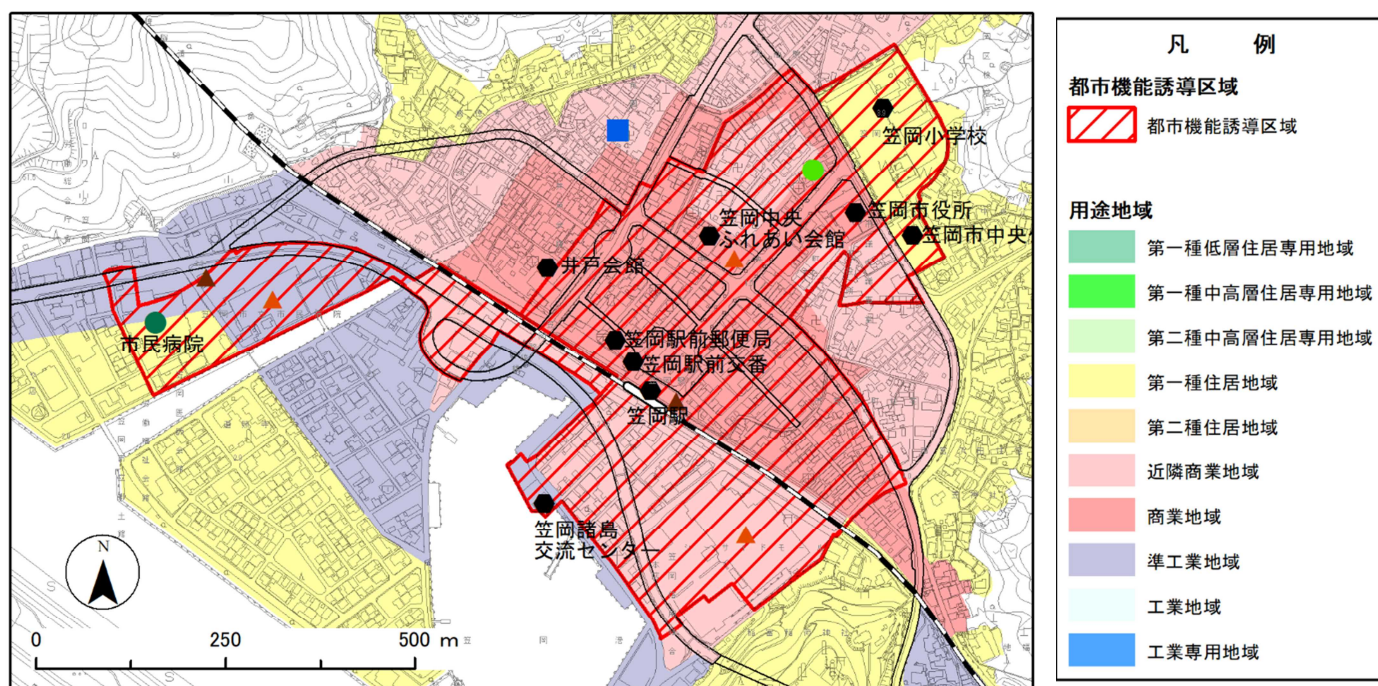 笠岡小学校
笠岡市役所
笠岡市中央
笠岡中央
ふれあい会館
井戸会館
笠岡駅前郵便局
笠岡駅前交番
笠岡駅
市民病院
笠岡諸島
交流センター
N
0 250 500 m
凡 例
都市機能誘導区域
都市機能誘導区域
用途地域
第一種低層住居専用地域
第一種中高層住居専用地域
第二種中高層住居専用地域
第一種住居地域
第二種住居地域
近隣商業地域
商業地域
準工業地域
工業地域
工業専用地域